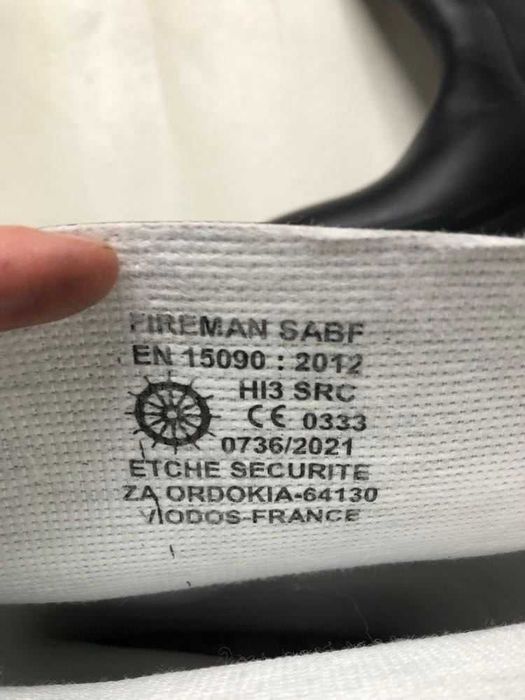 FIREMAN SABF
EN 15090 : 2012
HI3 SRC
CE 0333
0736/2021
ETCHE SECURITE
ZA ORDOKIA-64130
VIODOS-FRANCE